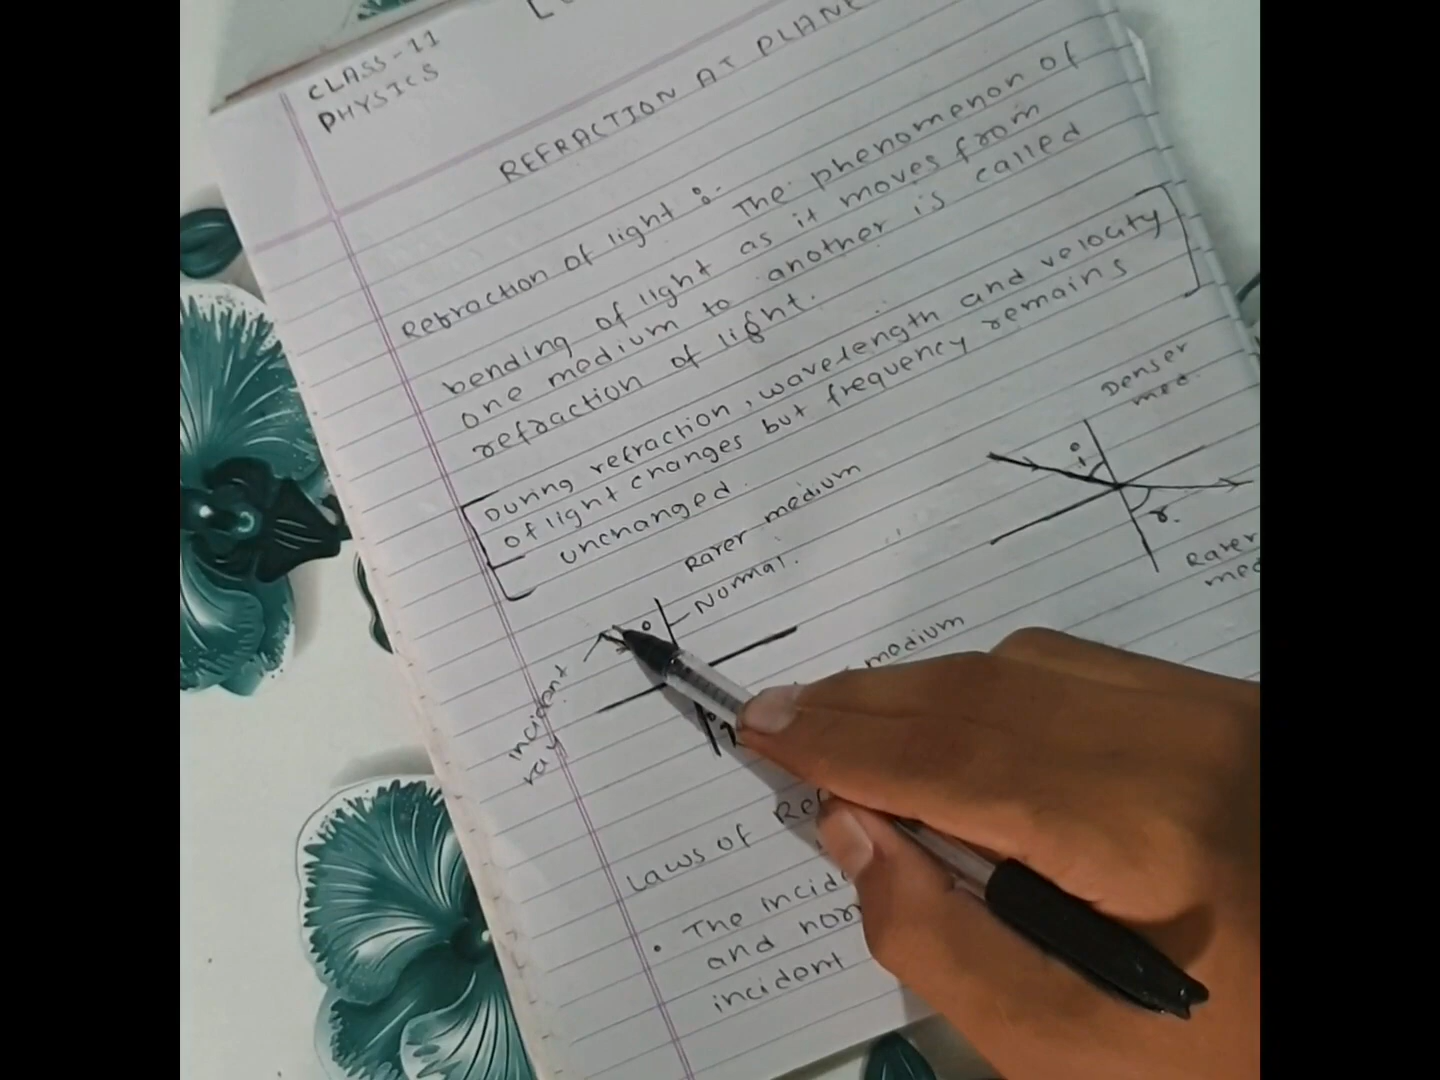 CLASS-11
PHYSICS
REFRACTION AT PLANE
Refraction of light :-
The phenomenon of
bending of light as it moves from
one medium to another is called
refraction of light.
During refraction, wavelength and velocity
of light changes but frequency remains
unchanged.
Rarer medium
Normal.
i
incident
ray
medium
Denser
med.
i
r.
Rarer
med
Laws of Ref
• The incid
and nor
incident